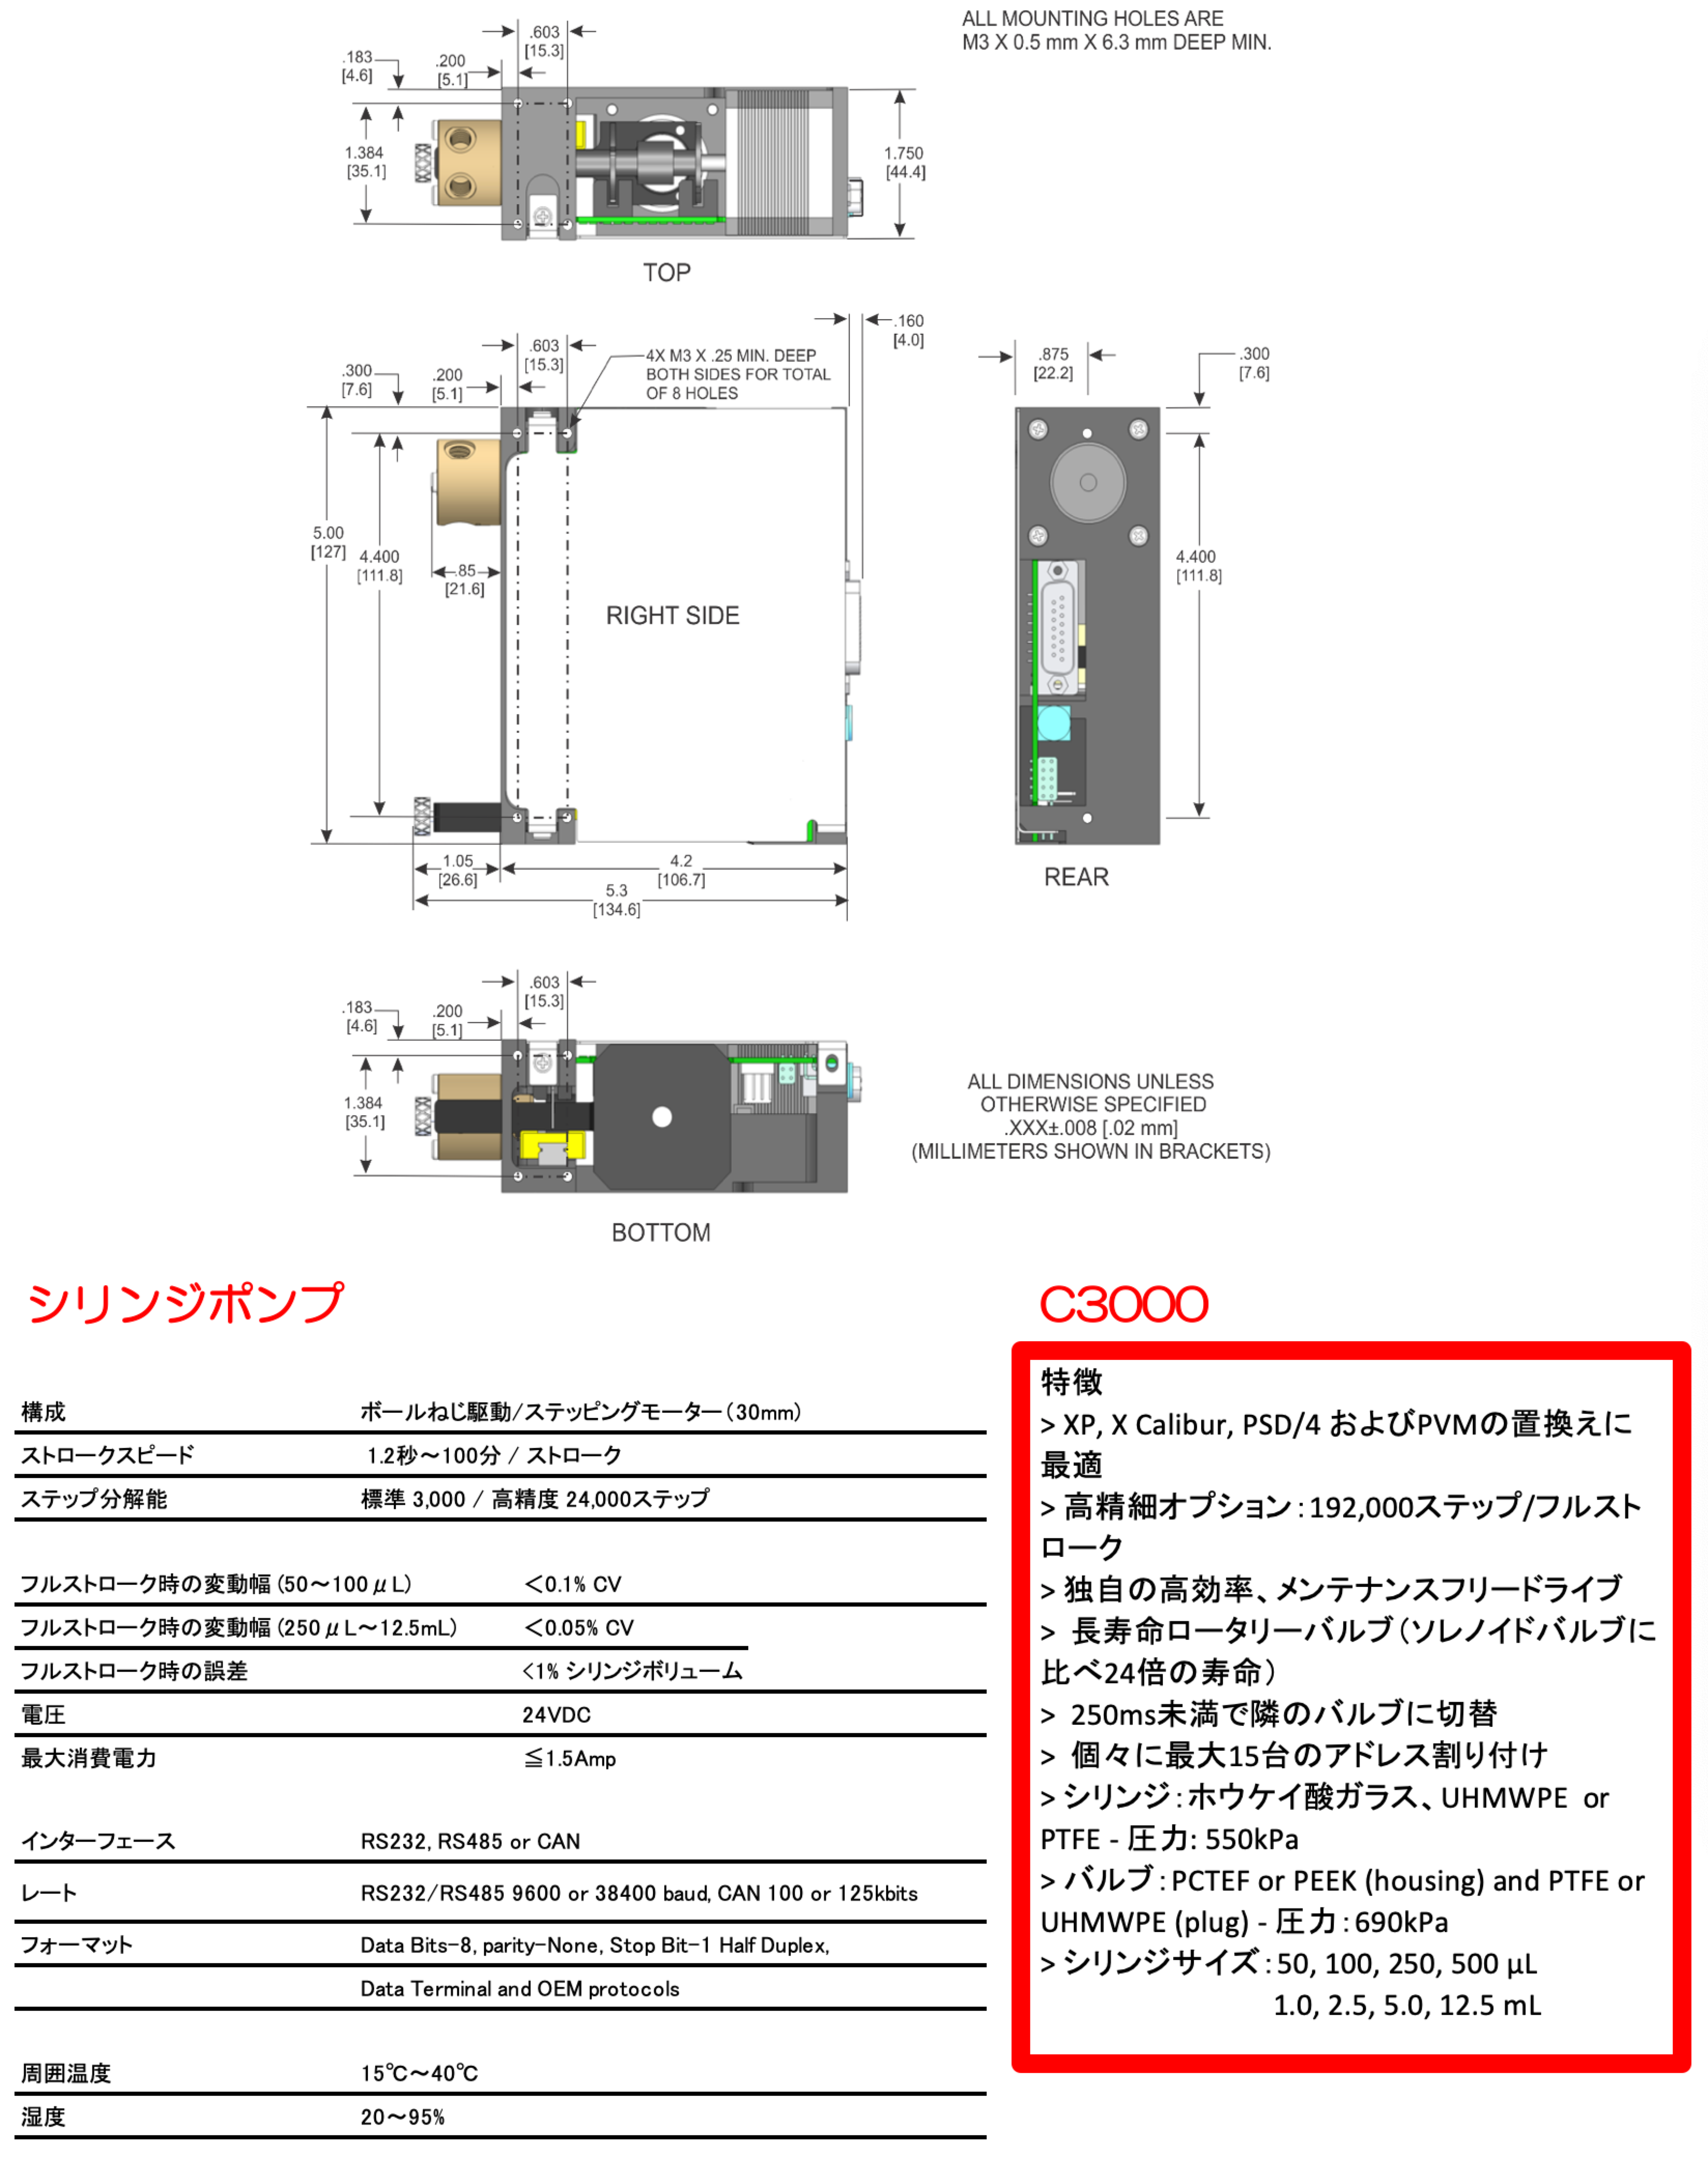 ALL MOUNTING HOLES ARE
M3 X 0.5 mm X 6.3 mm DEEP MIN.
.603
[15.3]
.183
[4.6]
.200
[5.1]
1.384
[35.1]
1.750
[44.4]
TOP
.160
[4.0]
.603
[15.3]
4X M3 X .25 MIN. DEEP
BOTH SIDES FOR TOTAL
OF 8 HOLES
.300
[7.6]
.200
[5.1]
.875
[22.2]
.300
[7.6]
5.00
[127]
4.400
[111.8]
.85
[21.6]
RIGHT SIDE
4.400
[111.8]
1.05
[26.6]
4.2
[106.7]
5.3
[134.6]
REAR
.603
[15.3]
.183
[4.6]
.200
[5.1]
1.384
[35.1]
ALL DIMENSIONS UNLESS
OTHERWISE SPECIFIED
.XXX±.008 [.02 mm]
(MILLIMETERS SHOWN IN BRACKETS)
BOTTOM
シリンジポンプ
構成 ボールねじ駆動/ステッピングモーター（30mm）
ストロークスピード 1.2秒～100分 / ストローク
ステップ分解能 標準 3,000 / 高精度 24,000ステップ
フルストローク時の変動幅 (50～100μL) ＜0.1% CV
フルストローク時の変動幅 (250μL～12.5mL) ＜0.05% CV
フルストローク時の誤差 <1% シリンジボリューム
電圧 24VDC
最大消費電力 ≦1.5Amp
インターフェース RS232, RS485 or CAN
レート RS232/RS485 9600 or 38400 baud, CAN 100 or 125kbits
フォーマット Data Bits-8, parity-None, Stop Bit-1 Half Duplex,
Data Terminal and OEM protocols
周囲温度 15℃～40℃
湿度 20～95%
C3000
特徴
> XP, X Calibur, PSD/4 およびPVMの置換えに
最適
> 高精細オプション：192,000ステップ/フルスト
ローク
> 独自の高効率、メンテナンスフリードライブ
> 長寿命ロータリーバルブ（ソレノイドバルブに
比べ24倍の寿命）
> 250ms未満で隣のバルブに切替
> 個々に最大15台のアドレス割り付け
> シリンジ：ホウケイ酸ガラス、UHMWPE or
PTFE - 圧力: 550kPa
> バルブ：PCTEF or PEEK (housing) and PTFE or
UHMWPE (plug) - 圧力：690kPa
> シリンジサイズ：50, 100, 250, 500 µL
1.0, 2.5, 5.0, 12.5 mL